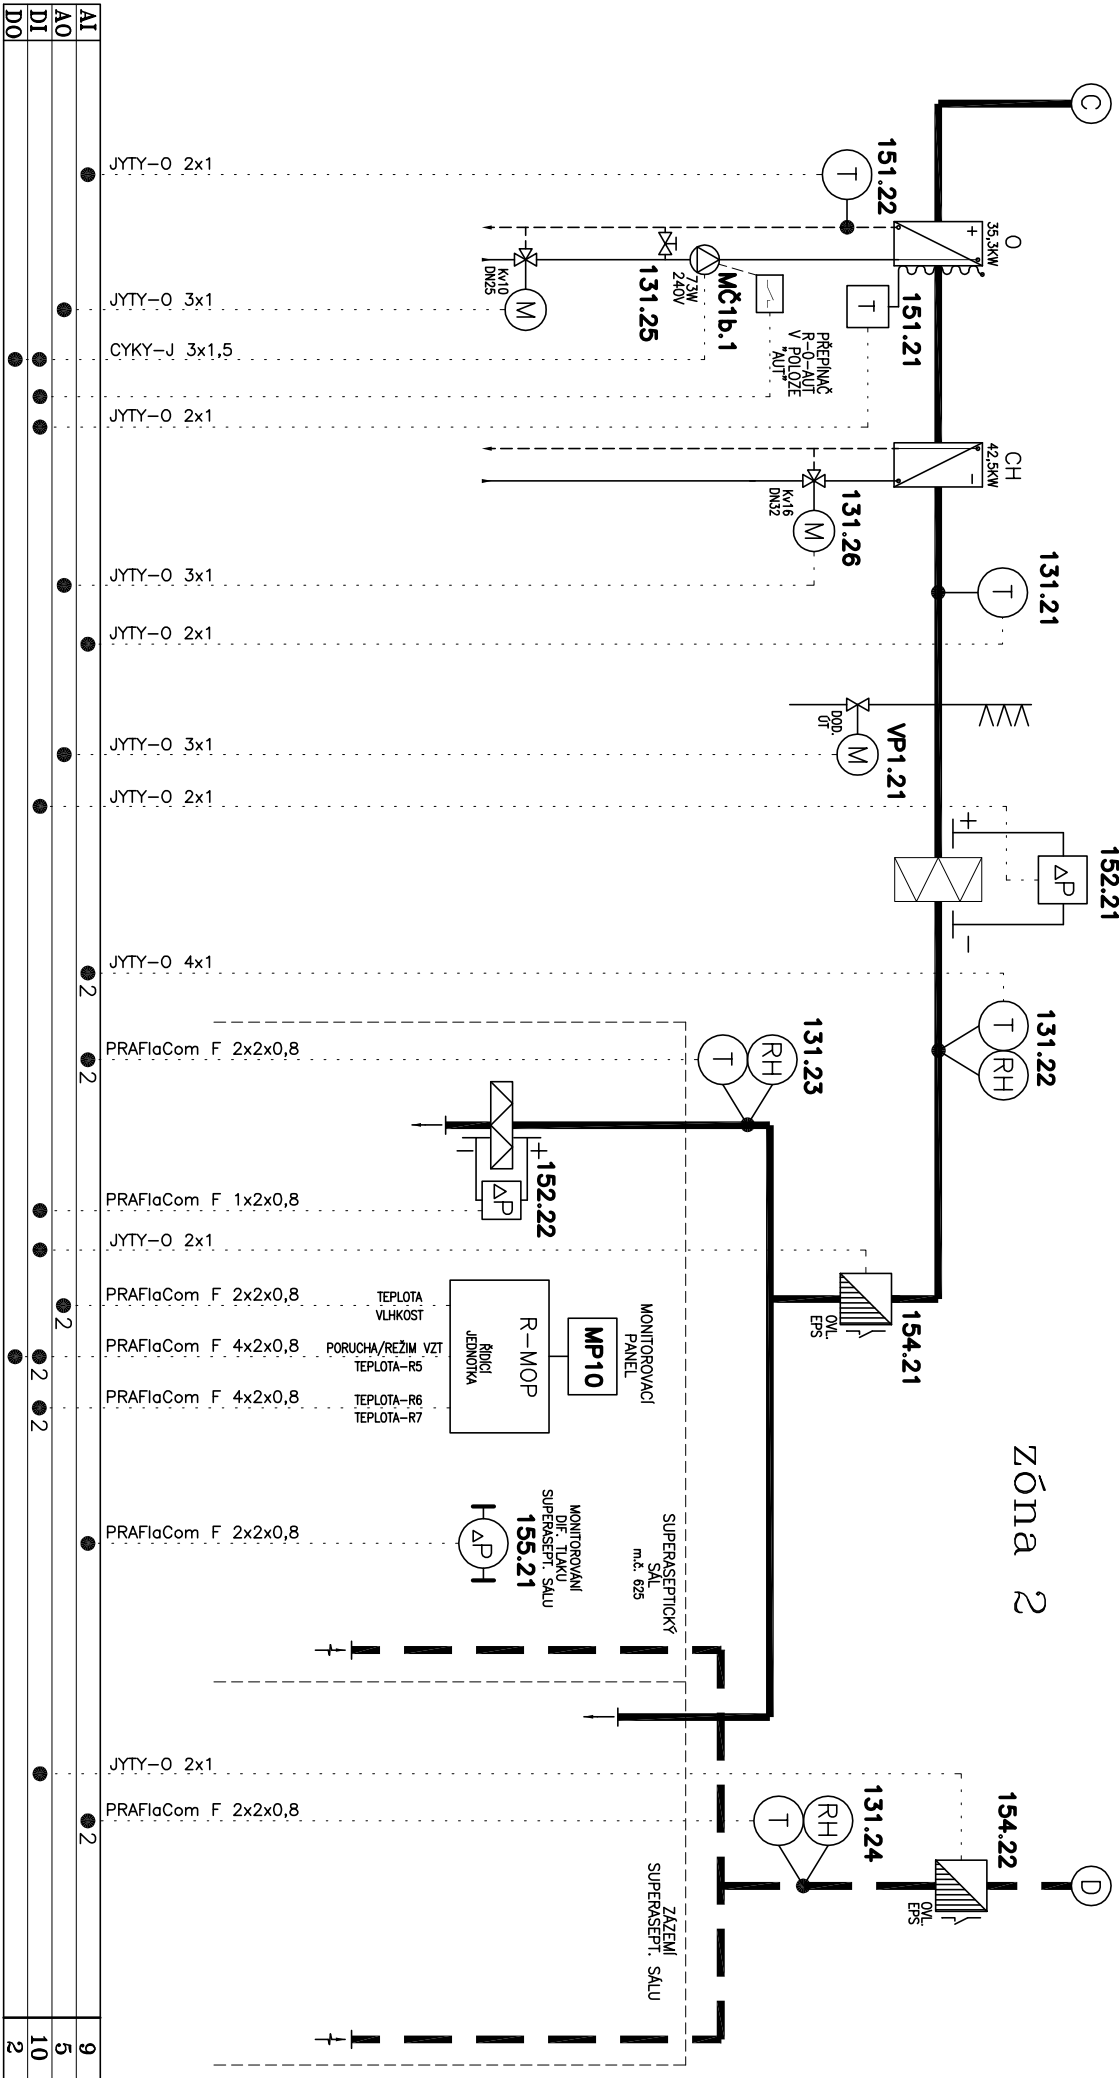 C
zóna 2
D
O
35,3KW
+
151.22
T
151.21
T
MČ1b.1
73W
240V
131.25
Kv10
DN25
M
PŘEPÍNAČ
R-O-AUT
V POLOZE
"AUT"
CH
42,5KW
-
131.26
M
Kv16
DN32
131.21
T
VP1.21
M
DOD.
ÚT
152.21
ΔP
+
-
131.22
T
RH
131.23
RH
T
152.22
ΔP
+
-
154.21
OVL.
EPS
MONITOROVACÍ
PANEL
MP10
R-MOP
ŘÍDICÍ
JEDNOTKA
TEPLOTA
VLHKOST
PORUCHA/REŽIM VZT
TEPLOTA-R5
TEPLOTA-R6
TEPLOTA-R7
SUPERASEPTICKÝ
SÁL
m.č. 625
MONITOROVÁNÍ
DIF. TLAKU
SUPERASEPT. SÁLU
155.21
ΔP
154.22
OVL.
EPS
131.24
RH
T
ZÁZEMÍ
SUPERASEPT. SÁLU
JYTY-O 2x1
JYTY-O 3x1
CYKY-J 3x1,5
JYTY-O 2x1
JYTY-O 3x1
JYTY-O 2x1
JYTY-O 3x1
JYTY-O 2x1
JYTY-O 4x1
PRAFlaCom F 2x2x0,8
PRAFlaCom F 1x2x0,8
JYTY-O 2x1
PRAFlaCom F 2x2x0,8
PRAFlaCom F 4x2x0,8
PRAFlaCom F 4x2x0,8
PRAFlaCom F 2x2x0,8
JYTY-O 2x1
PRAFlaCom F 2x2x0,8
AI 2 2 2 9
AO 2 5
DI 2 2 10
DO 2